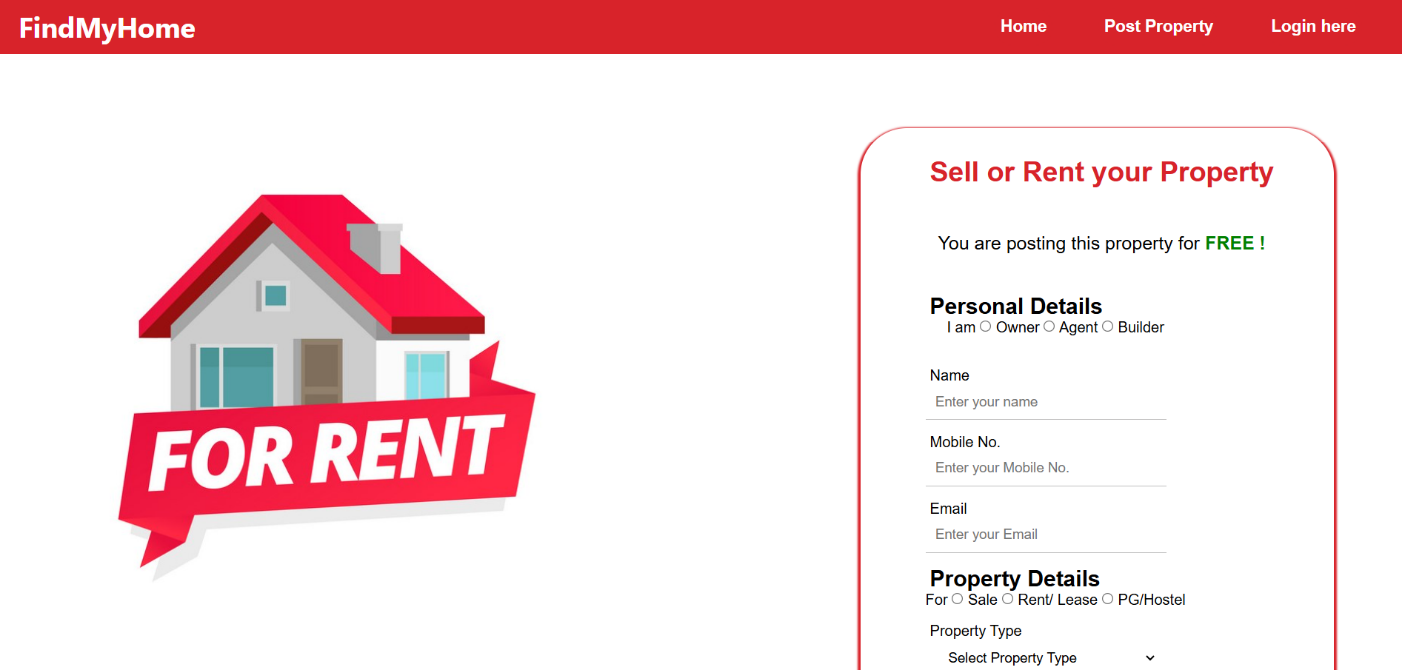 FindMyHome
Home Post Property Login here
FOR RENT
Sell or Rent your Property
You are posting this property for FREE !
Personal Details
I am Owner Agent Builder
Name
Enter your name
Mobile No.
Enter your Mobile No.
Email
Enter your Email
Property Details
For Sale Rent/ Lease PG/Hostel
Property Type
Select Property Type